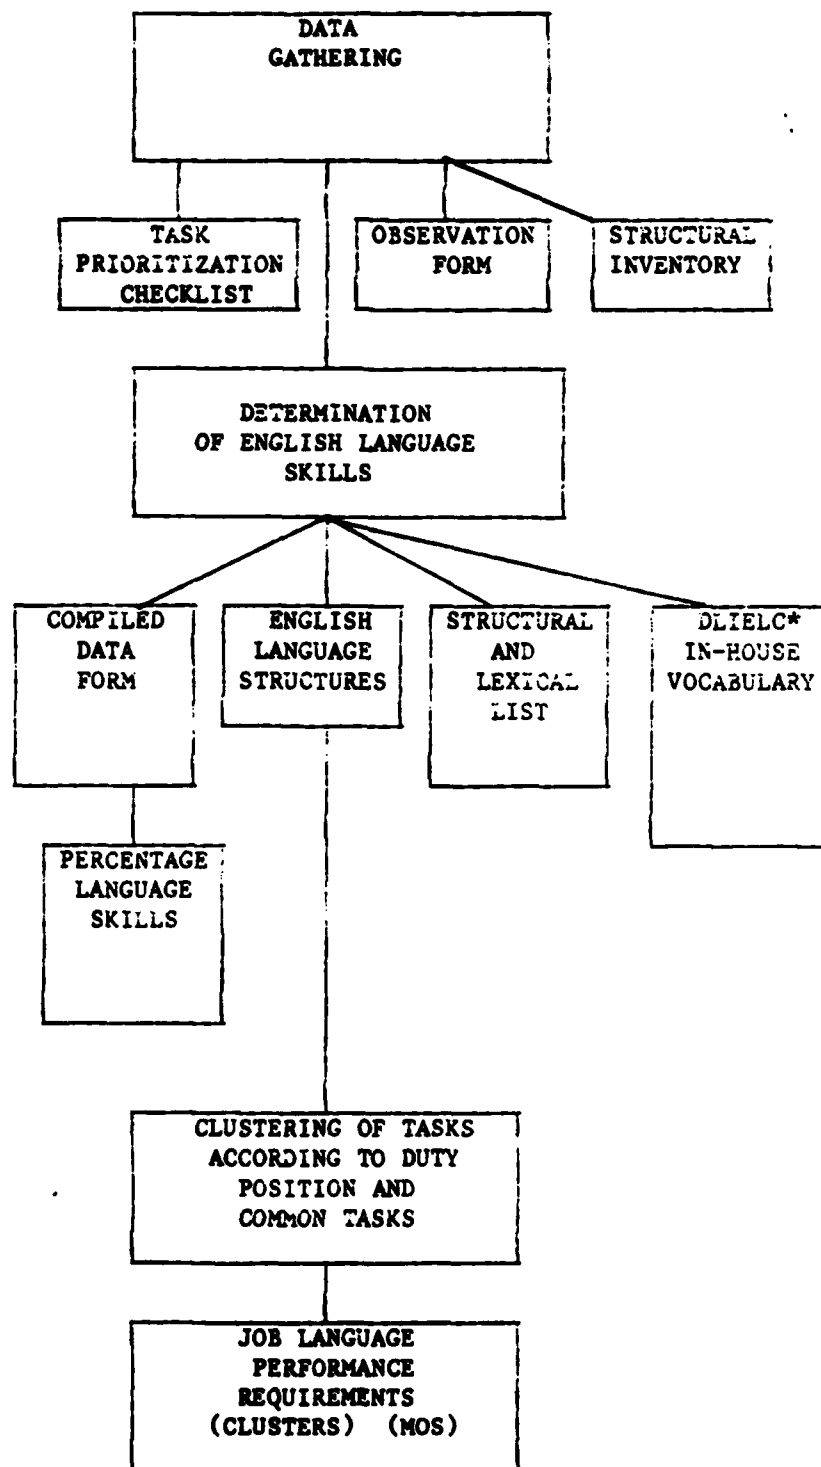 DATA
GATHERING
TASK
PRIORITIZATION
CHECKLIST
OBSERVATION
FORM
STRUCTURAL
INVENTORY
DETERMINATION
OF ENGLISH LANGUAGE
SKILLS
COMPILED
DATA
FORM
ENGLISH
LANGUAGE
STRUCTURES
STRUCTURAL
AND
LEXICAL
LIST
DLIELC*
IN-HOUSE
VOCABULARY
PERCENTAGE
LANGUAGE
SKILLS
CLUSTERING OF TASKS
ACCORDING TO DUTY
POSITION AND
COMMON TASKS
JOB LANGUAGE
PERFORMANCE
REQUIREMENTS
(CLUSTERS) (MOS)